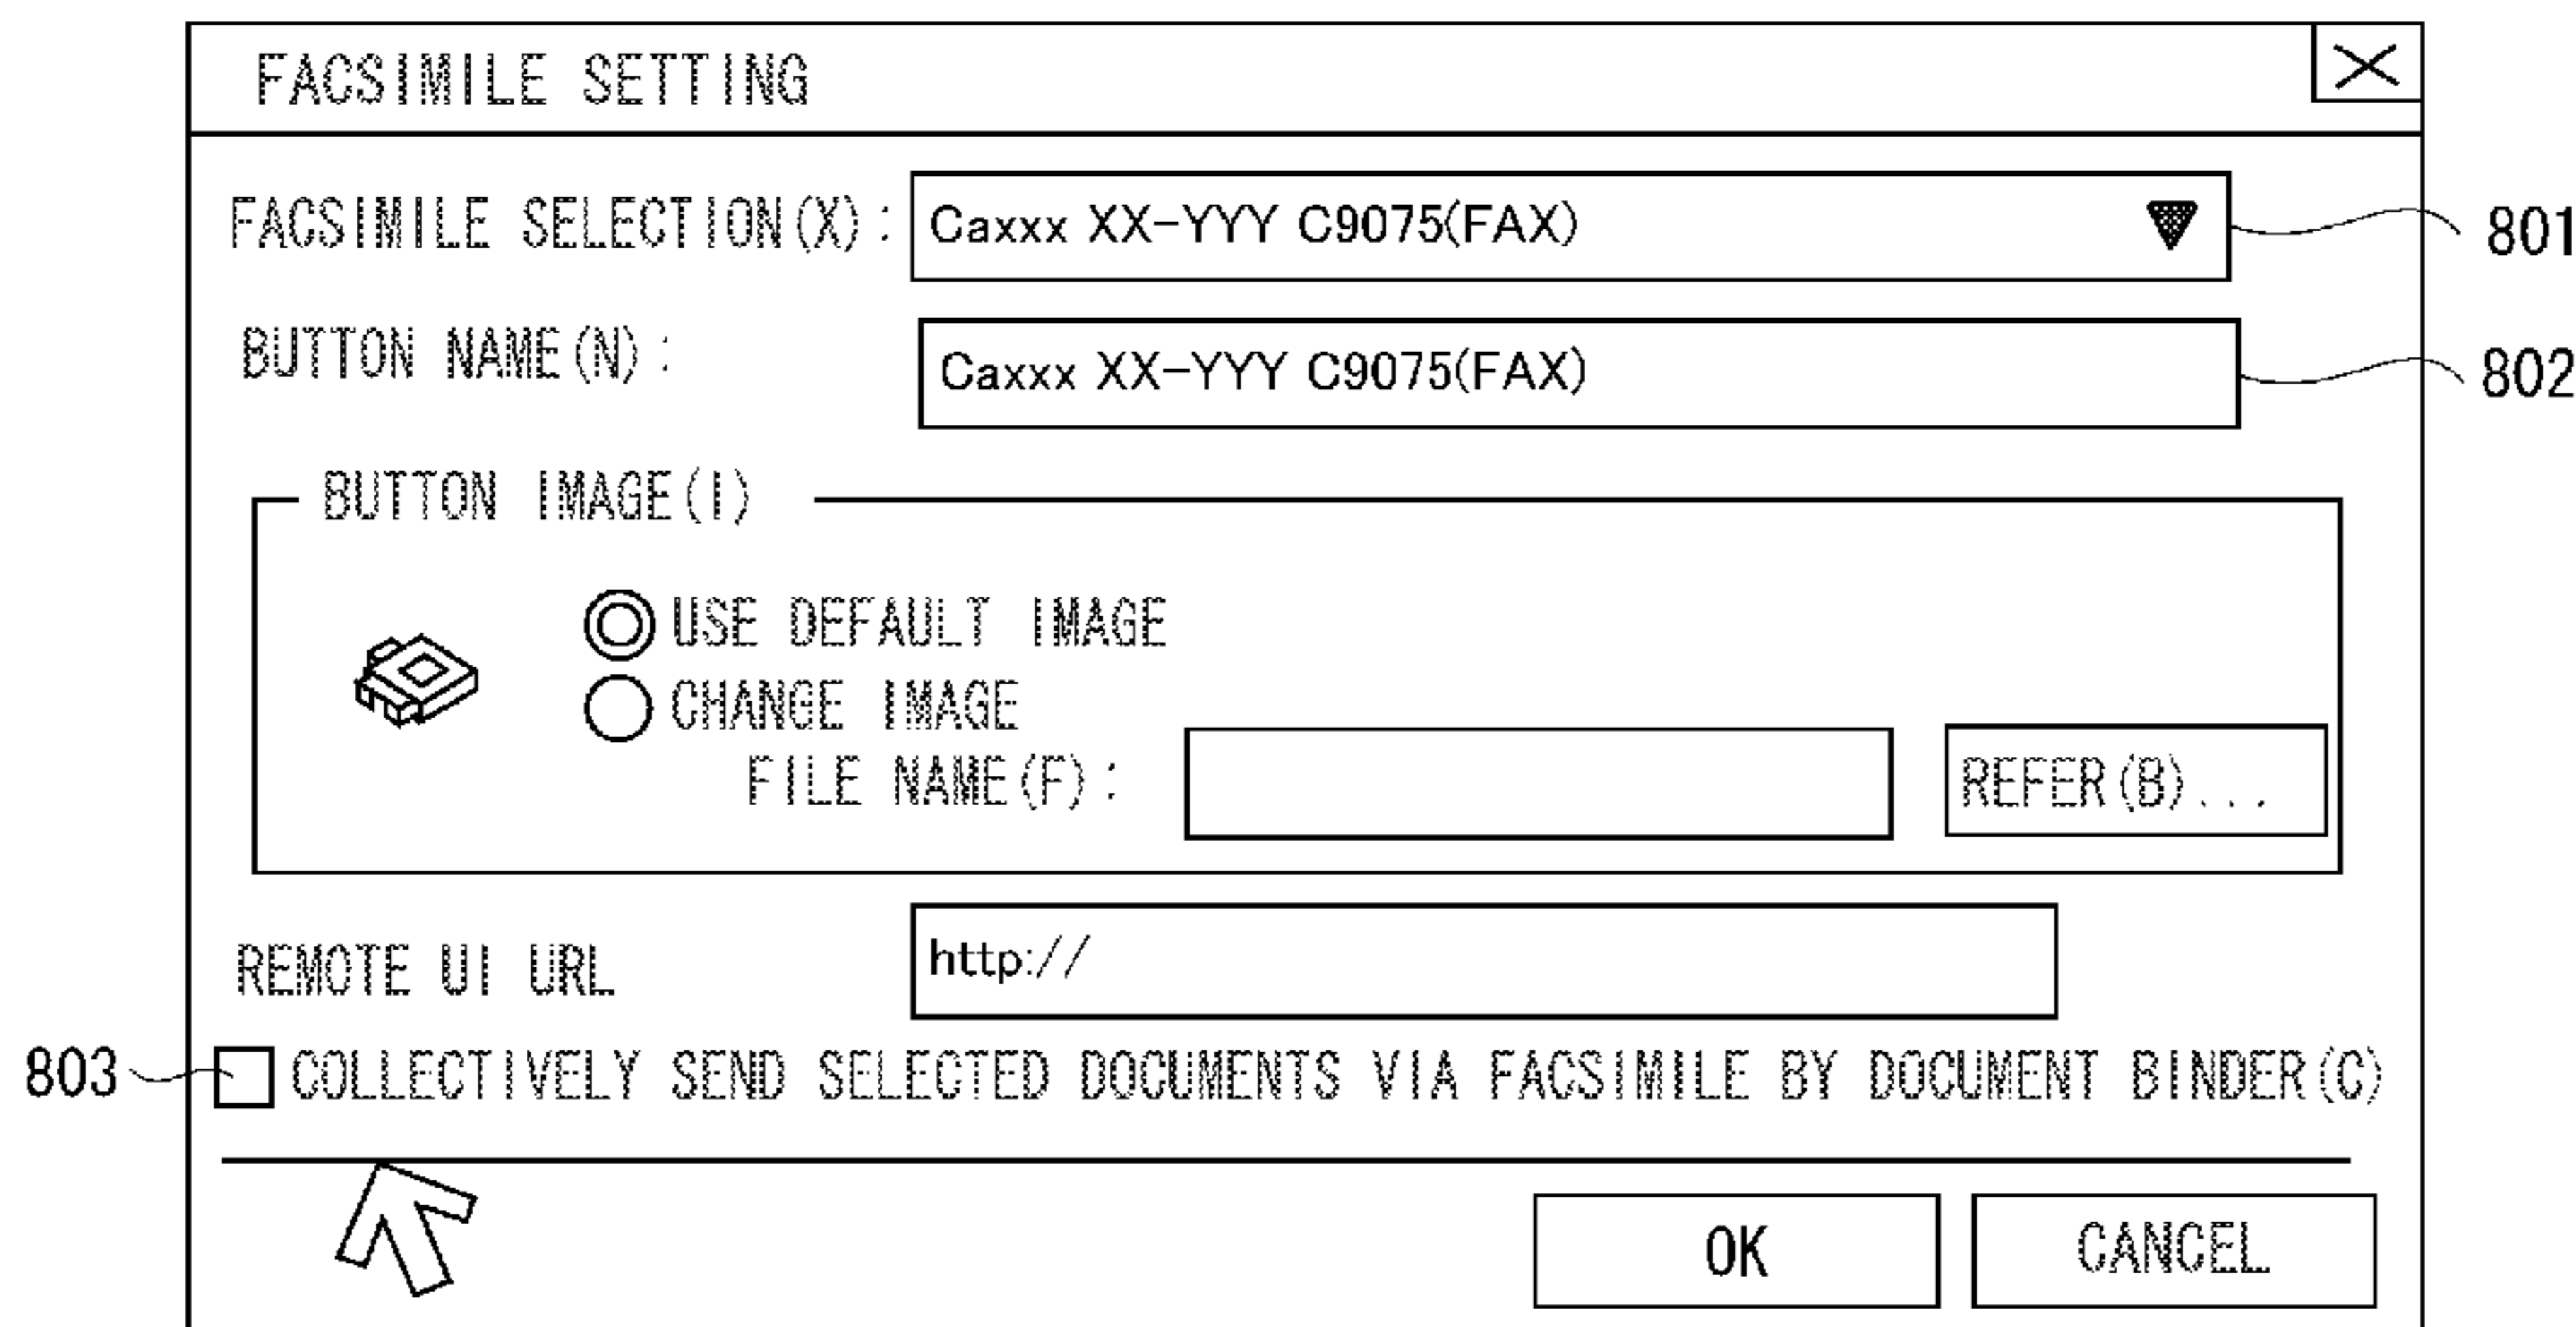 FACSIMILE SETTING
FACSIMILE SELECTION(X): Caxxx XX-YYY C9075(FAX) 801
BUTTON NAME(N): Caxxx XX-YYY C9075(FAX) 802
BUTTON IMAGE(I)
USE DEFAULT IMAGE
CHANGE IMAGE
FILE NAME(F): REFER(B)...
REMOTE UI URL http://
803 COLLECTIVELY SEND SELECTED DOCUMENTS VIA FACSIMILE BY DOCUMENT BINDER(C)
OK CANCEL